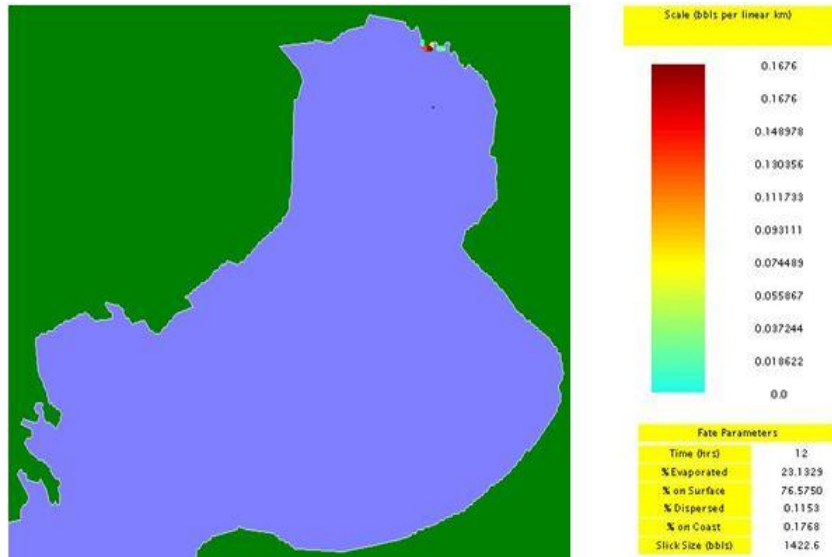 Scale (bbls per linear km)
0.1676
0.1676
0.148978
0.130356
0.111733
0.093111
0.074489
0.055867
0.037244
0.018622
0.0
Fate Parameters
Time (hrs) 12
% Evaporated 23.1329
% on Surface 76.5750
% Dispersed 0.1153
% on Coast 0.1768
Slick Size (bbls) 1422.6